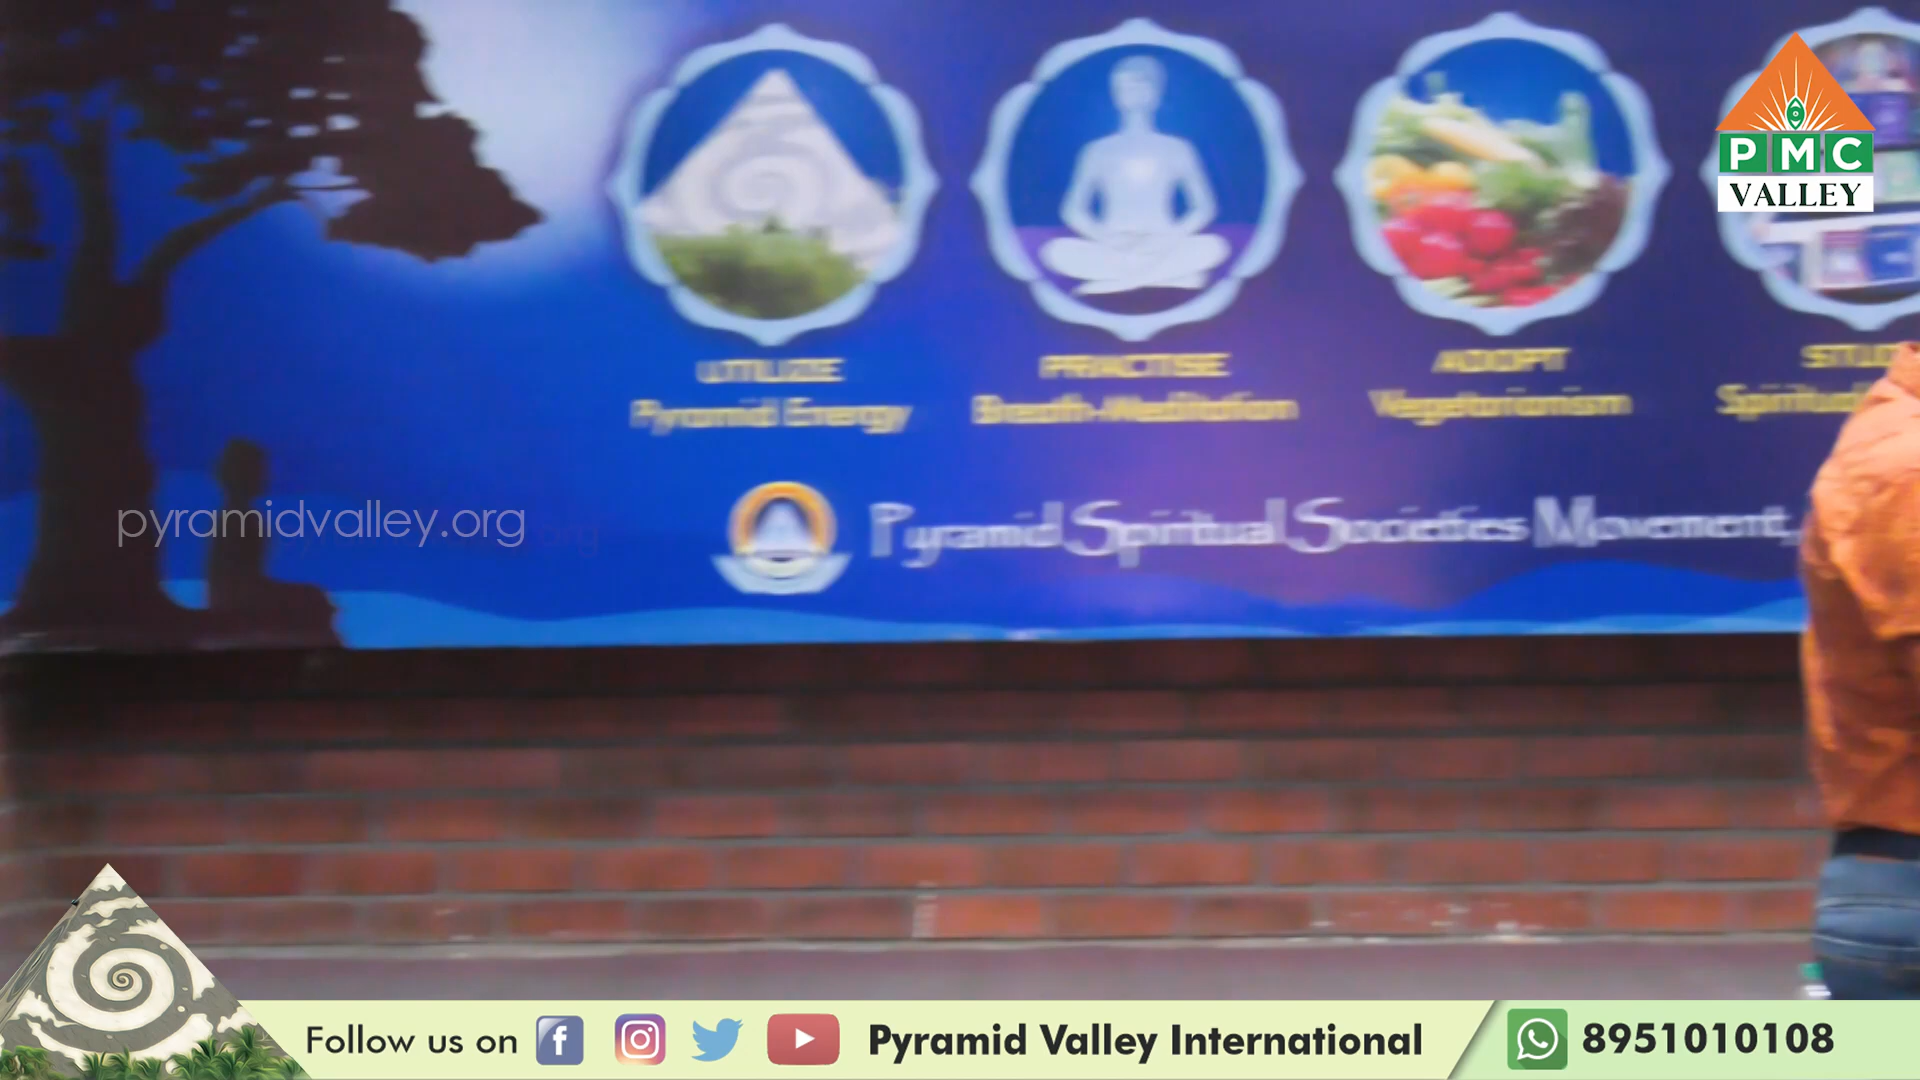 PMC
VALLEY
UTILIZE
Pyramid Energy
PRACTISE
Breath-Meditation
ADOPT
Vegetarianism
Spiritual
Pyramid Spiritual Societies Movement,
pyramidvalley.org
Follow us on
Pyramid Valley International
8951010108